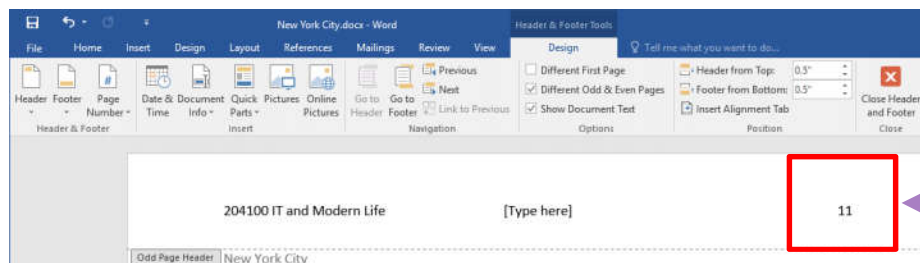 New York City.docx - Word
Header & Footer Tools
File Home Insert Design Layout References Mailings Review View Design Tell me what you want to do...
Header Footer Page Number Date & Time Document Info Quick Parts Pictures Online Pictures Go to Header Go to Footer Previous Next Link to Previous Different First Page Different Odd & Even Pages Show Document Text Header from Top: 0.5" Footer from Bottom: 0.5" Insert Alignment Tab Close Header and Footer
Header & Footer Insert Navigation Options Position Close
204100 IT and Modern Life [Type here] 11
Odd Page Header New York City